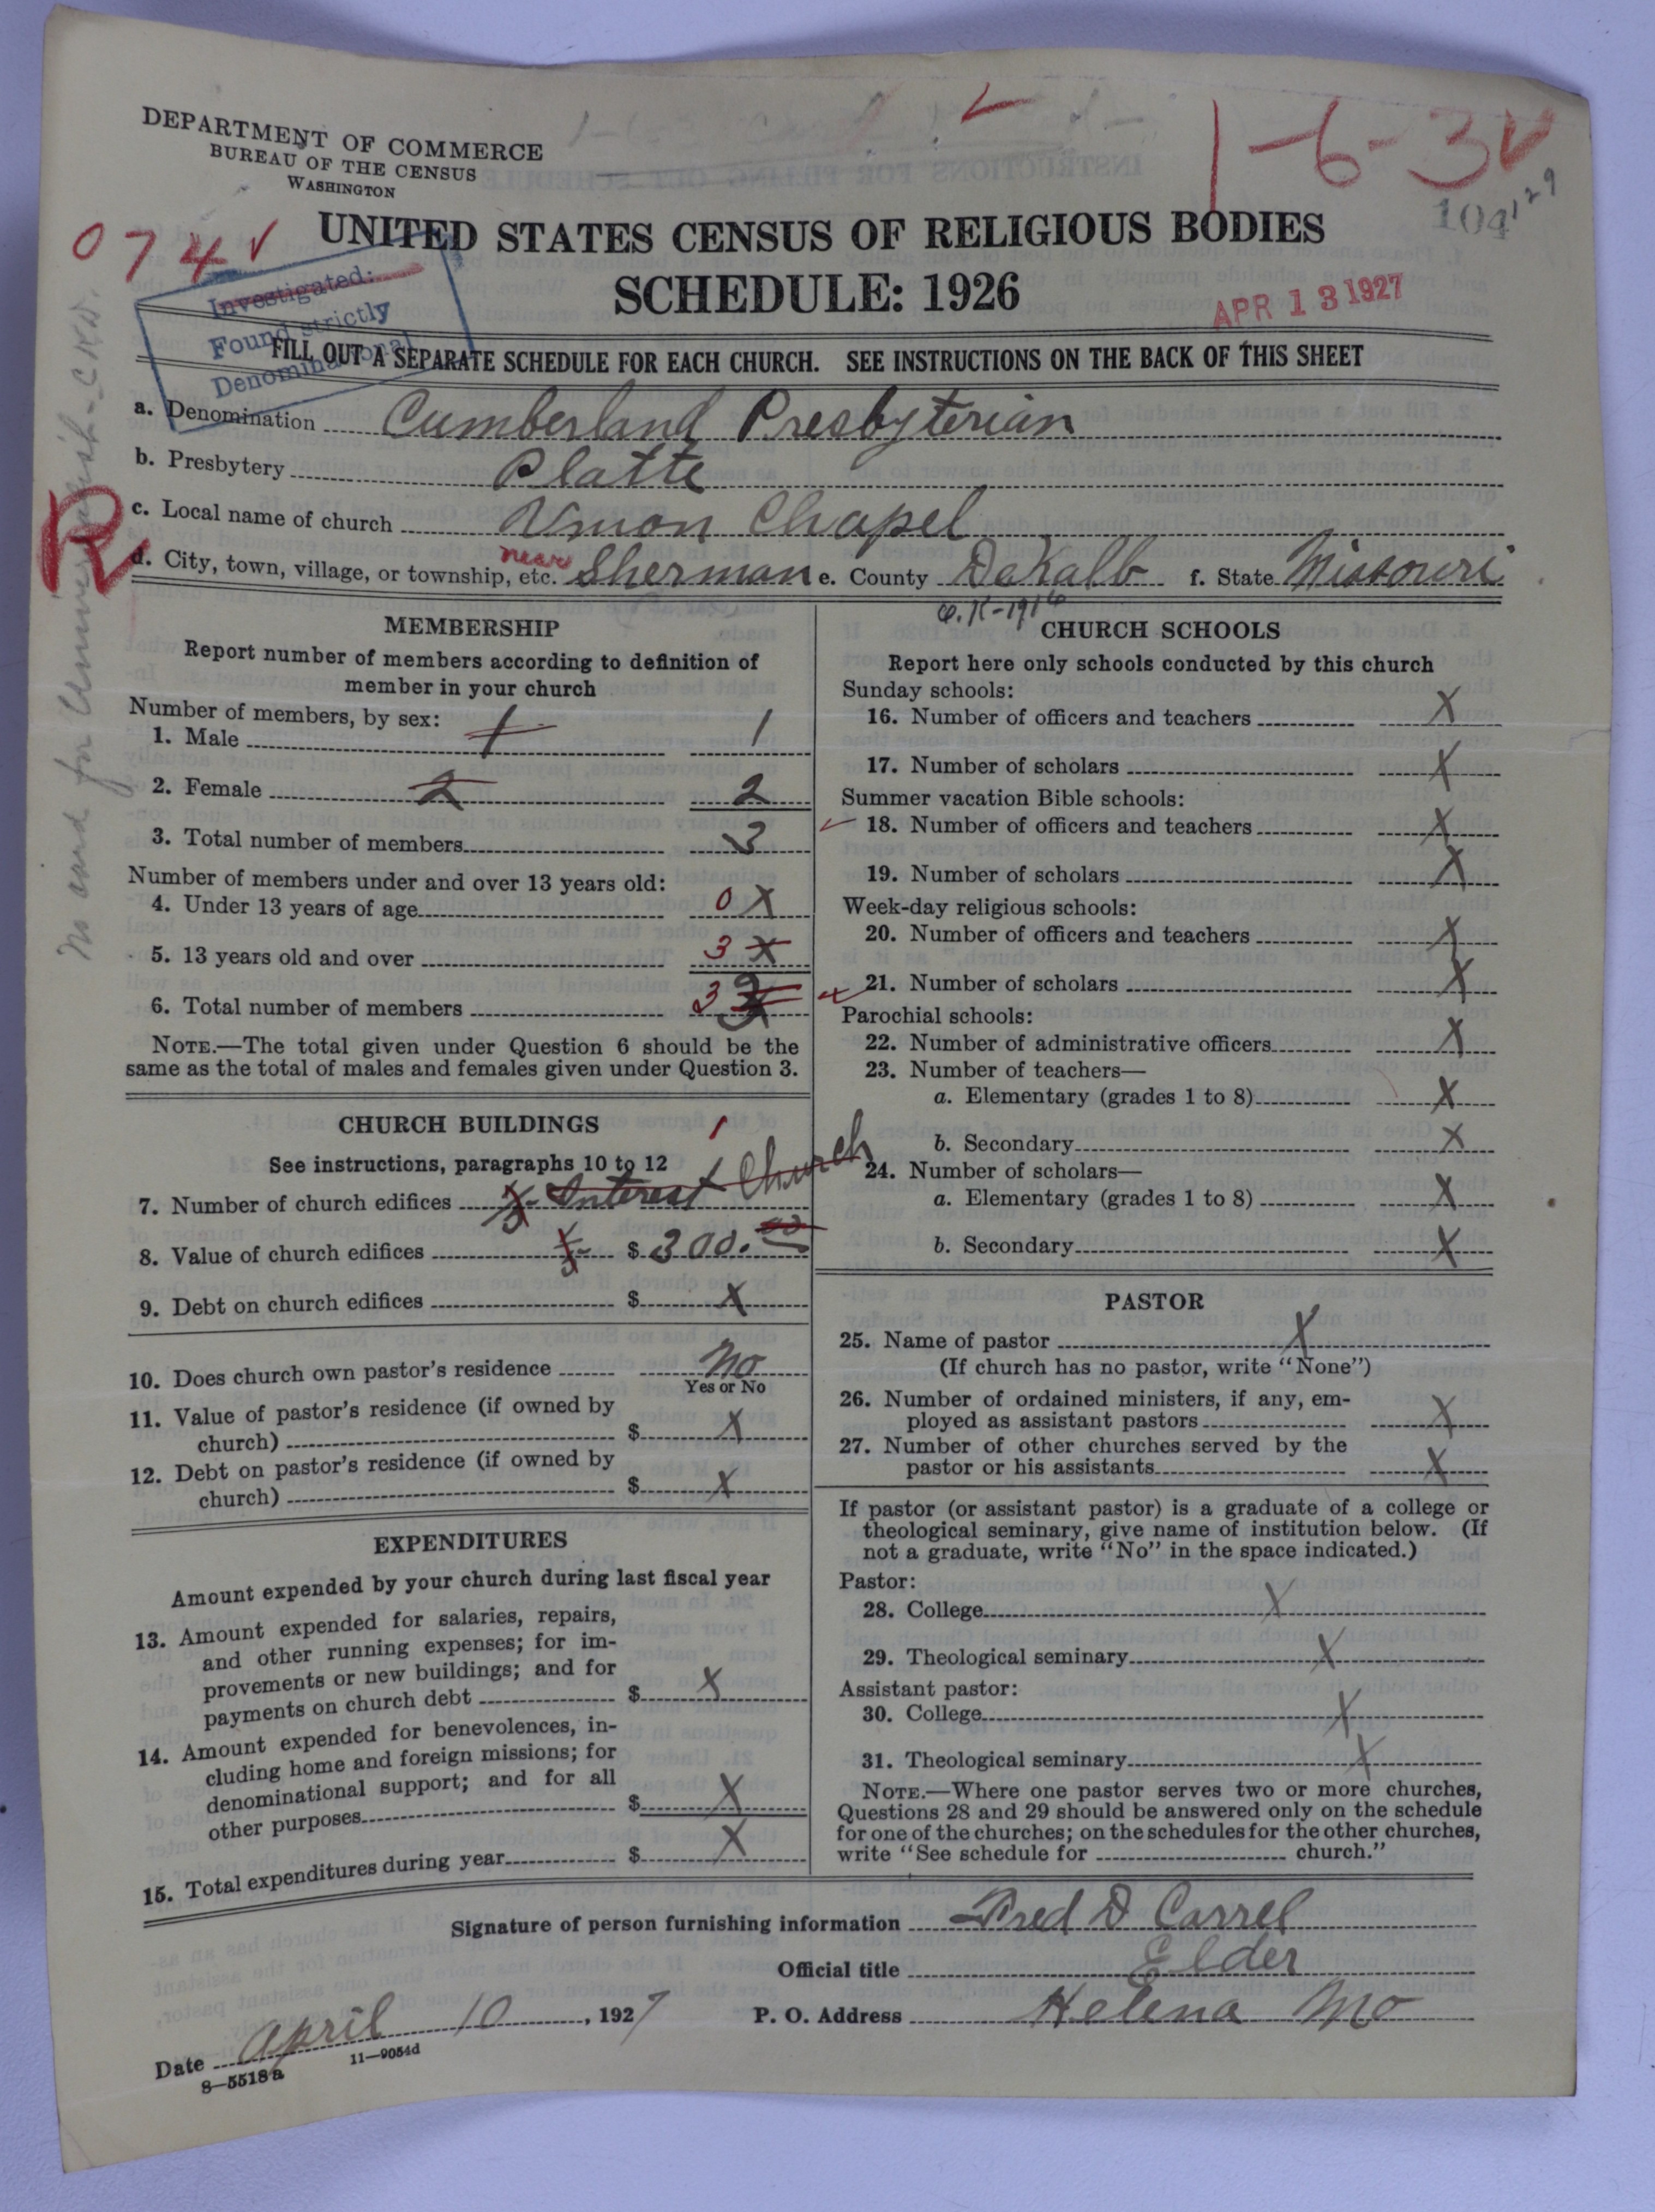 DEPARTMENT OF COMMERCE
BUREAU OF THE CENSUS
WASHINGTON
1-6-3
074
104
129
UNITED STATES CENSUS OF RELIGIOUS BODIES
SCHEDULE: 1926
APR 13 1927
Investigated:
Found strictly
Denominational
FILL OUT A SEPARATE SCHEDULE FOR EACH CHURCH. SEE INSTRUCTIONS ON THE BACK OF THIS SHEET
a. Denomination Cumberland Presbyterian
b. Presbytery Platte
c. Local name of church Union Chapel
R
d. City, town, village, or township, etc. near Sherman e. County DeKalb f. State Missouri
O.K-1916
No card for
MEMBERSHIP
Report number of members according to definition of
member in your church
Number of members, by sex:
1. Male 1 1
2. Female 2 2
3. Total number of members 3
Number of members under and over 13 years old:
4. Under 13 years of age 0 X
5. 13 years old and over 3 X
6. Total number of members 3 3
NOTE.—The total given under Question 6 should be the
same as the total of males and females given under Question 3.
CHURCH BUILDINGS
See instructions, paragraphs 10 to 12
1
7. Number of church edifices 1/3 - Interest Church
8. Value of church edifices 1/3 - $ 300.00
9. Debt on church edifices $ X
10. Does church own pastor's residence No
Yes or No
11. Value of pastor's residence (if owned by
church) $ X
12. Debt on pastor's residence (if owned by
church) $ X
EXPENDITURES
Amount expended by your church during last fiscal year
13. Amount expended for salaries, repairs,
and other running expenses; for im-
provements or new buildings; and for
payments on church debt $ X
14. Amount expended for benevolences, in-
cluding home and foreign missions; for
denominational support; and for all
other purposes $ X
15. Total expenditures during year $ X
CHURCH SCHOOLS
Report here only schools conducted by this church
Sunday schools:
16. Number of officers and teachers X
17. Number of scholars X
Summer vacation Bible schools:
18. Number of officers and teachers X
19. Number of scholars X
Week-day religious schools:
20. Number of officers and teachers X
21. Number of scholars X
Parochial schools:
22. Number of administrative officers X
23. Number of teachers—
a. Elementary (grades 1 to 8) X
b. Secondary X
24. Number of scholars—
a. Elementary (grades 1 to 8) X
b. Secondary X
PASTOR
25. Name of pastor X
(If church has no pastor, write "None")
26. Number of ordained ministers, if any, em-
ployed as assistant pastors X
27. Number of other churches served by the
pastor or his assistants X
If pastor (or assistant pastor) is a graduate of a college or
theological seminary, give name of institution below. (If
not a graduate, write "No" in the space indicated.)
Pastor:
28. College X
29. Theological seminary X
Assistant pastor:
30. College X
31. Theological seminary X
NOTE.—Where one pastor serves two or more churches,
Questions 28 and 29 should be answered only on the schedule
for one of the churches; on the schedules for the other churches,
write "See schedule for church."
Signature of person furnishing information Fred D Carrel
Official title Elder
Date April 10, 1927 P. O. Address Helena Mo
8—5518a 11—9054d